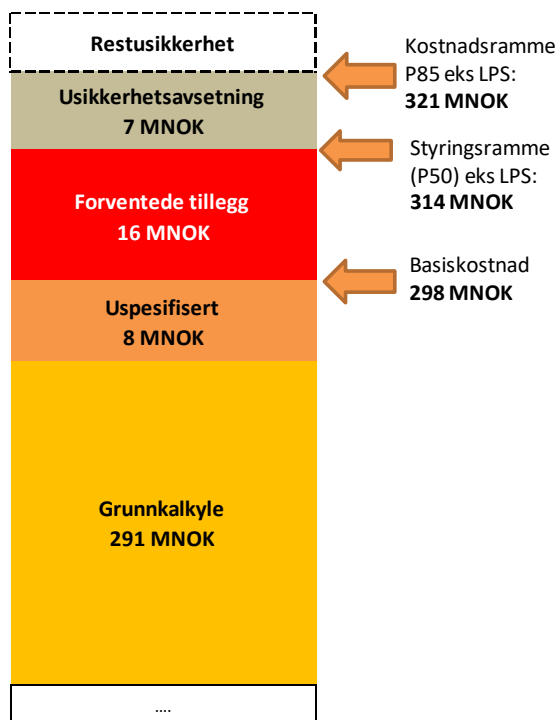 Restusikkerhet
Kostnadsramme
P85 eks LPS:
321 MNOK
Usikkerhetsavsetning
7 MNOK
Styringsramme
(P50) eks LPS:
314 MNOK
Forventede tillegg
16 MNOK
Basiskostnad
298 MNOK
Uspesifisert
8 MNOK
Grunnkalkyle
291 MNOK
....